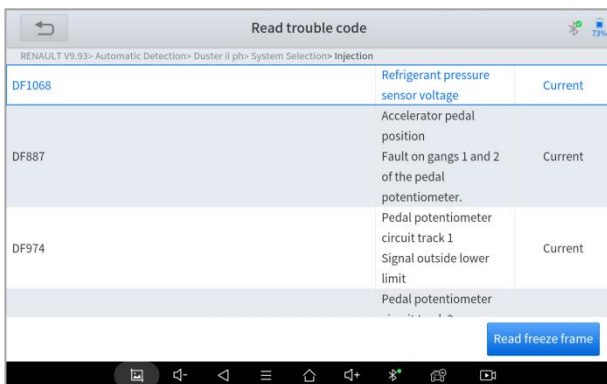 Read trouble code
73%
RENAULT V9.93> Automatic Detection> Duster ii ph> System Selection> Injection
DF1068
Refrigerant pressure
sensor voltage
Current
DF887
Accelerator pedal
position
Fault on gangs 1 and 2
of the pedal
potentiometer.
Current
DF974
Pedal potentiometer
circuit track 1
Signal outside lower
limit
Current
Pedal potentiometer
Read freeze frame